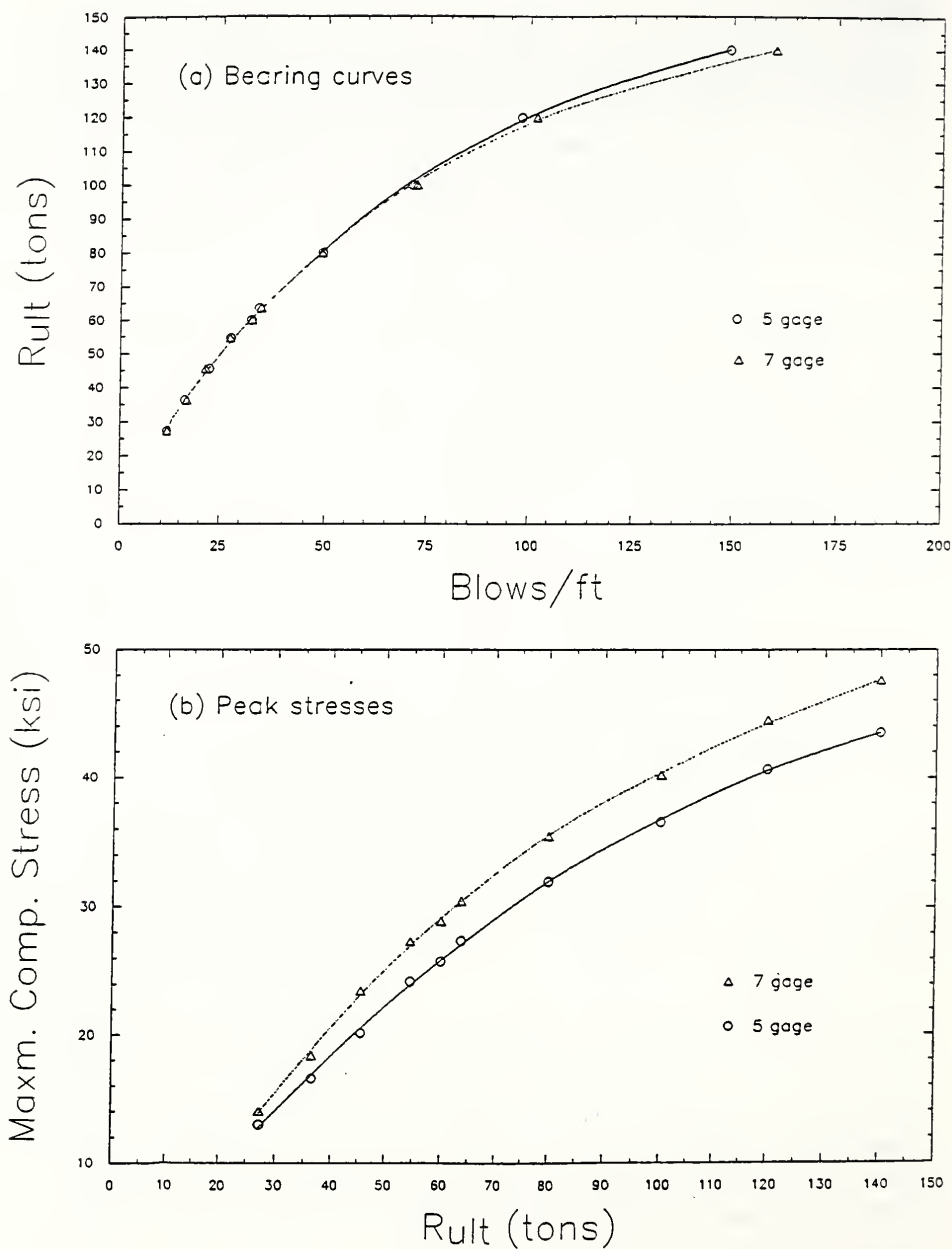 150
140
130
120
110
100
90
80
70
60
50
40
30
20
10
0
Rult (tons)
(a) Bearing curves
5 gage
7 gage
0 25 50 75 100 125 150 175 200
Blows/ft
50
40
30
20
10
Maxm. Comp. Stress (ksi)
(b) Peak stresses
7 gage
5 gage
0 10 20 30 40 50 60 70 80 90 100 110 120 130 140 150
Rult (tons)